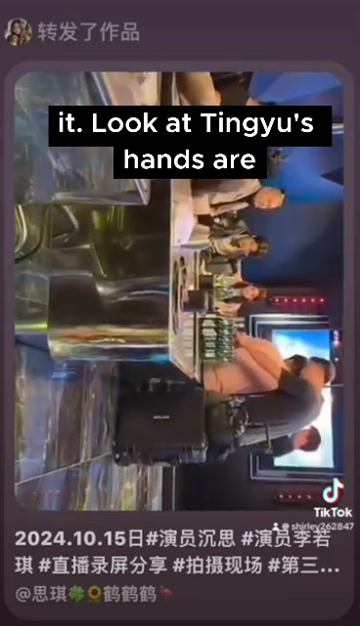 转发了作品
it. Look at Tingyu's
hands are
TikTok
@shirley262847
2024.10.15日#演员沉思 #演员李若
琪 #直播录屏分享 #拍摄现场 #第三...
@思琪🍀🌻鹤鹤鹤🦩